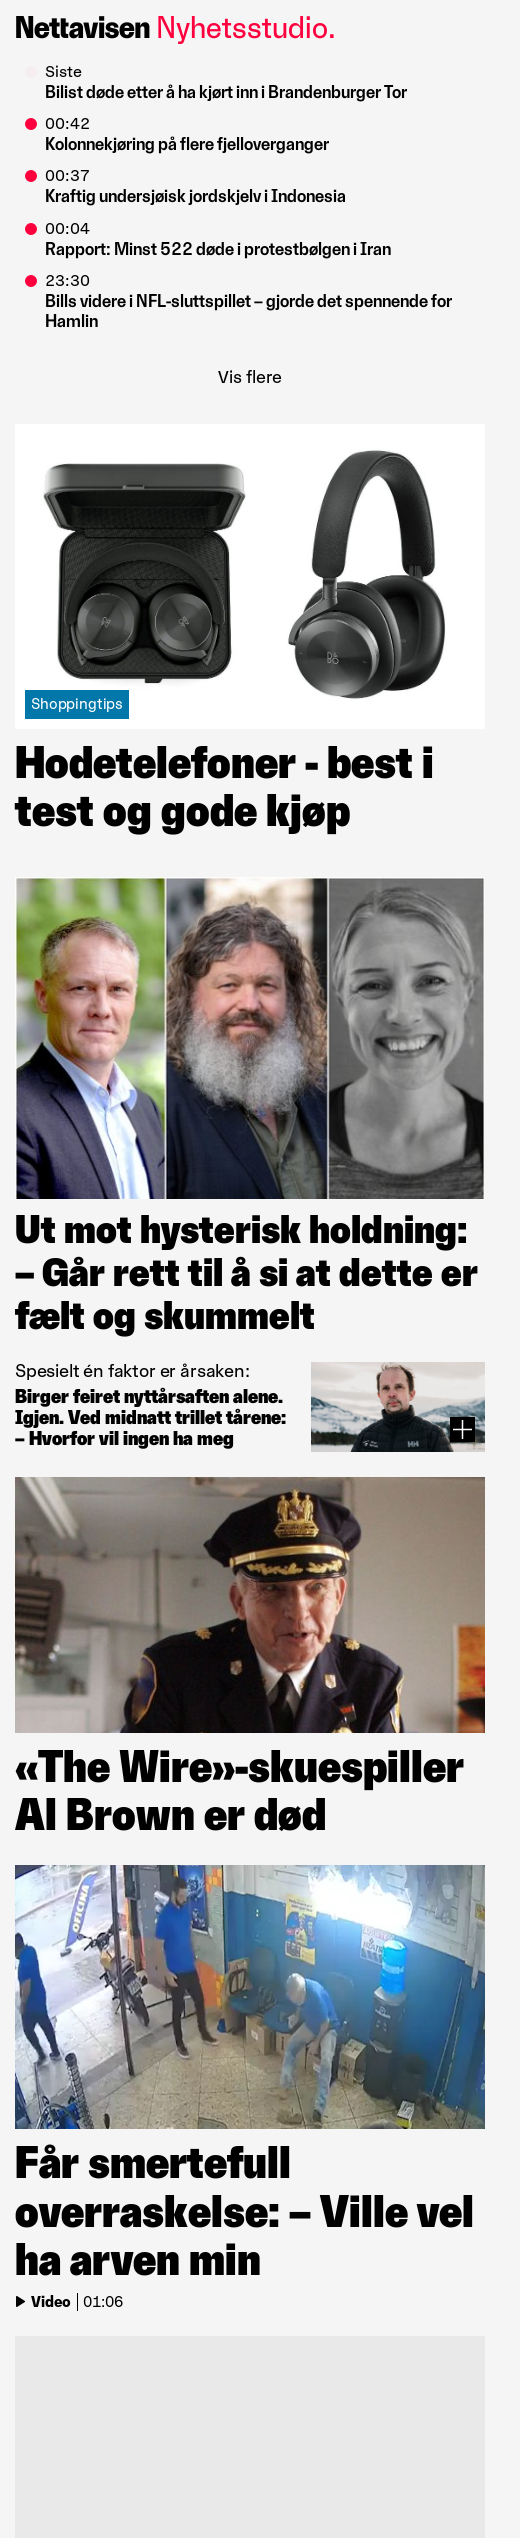 Nettavisen Nyhetsstudio.
Siste
Bilist døde etter å ha kjørt inn i Brandenburger Tor
00:42
Kolonnekjøring på flere fjelloverganger
00:37
Kraftig undersjøisk jordskjelv i Indonesia
00:04
Rapport: Minst 522 døde i protestbølgen i Iran
23:30
Bills videre i NFL-sluttspillet – gjorde det spennende for
Hamlin
Vis flere
Shoppingtips
Hodetelefoner - best i
test og gode kjøp
Ut mot hysterisk holdning:
– Går rett til å si at dette er
fælt og skummelt
Spesielt én faktor er årsaken:
Birger feiret nyttårsaften alene.
Igjen. Ved midnatt trillet tårene:
– Hvorfor vil ingen ha meg
«The Wire»-skuespiller
Al Brown er død
OFICINA
Får smertefull
overraskelse: – Ville vel
ha arven min
Video 01:06